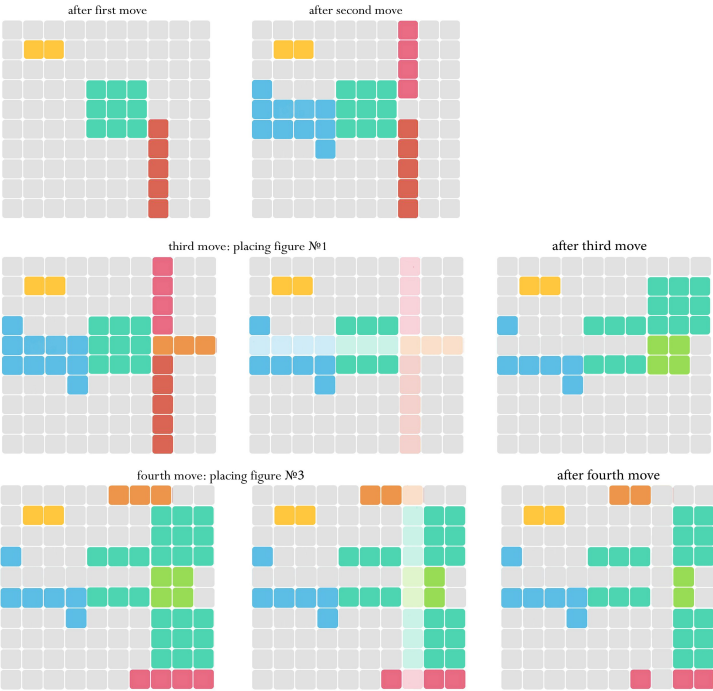 after first move
after second move
third move: placing figure №1
after third move
fourth move: placing figure №3
after fourth move